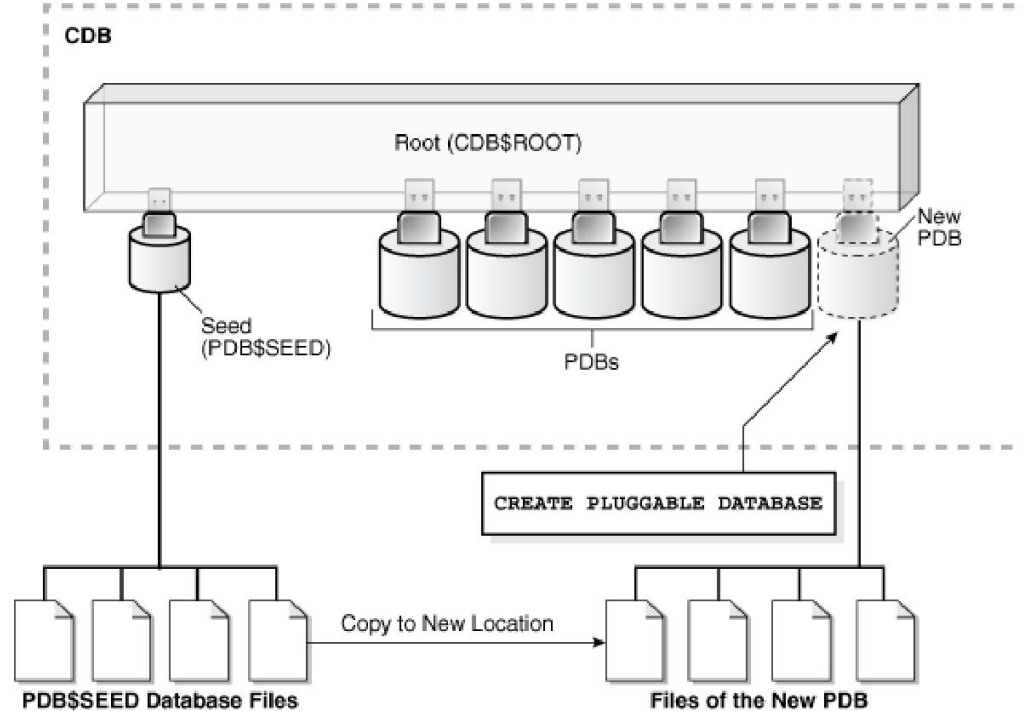 CDB
Root (CDB$ROOT)
New
PDB
Seed
(PDB$SEED)
PDBs
CREATE PLUGGABLE DATABASE
Copy to New Location
PDB$SEED Database Files
Files of the New PDB